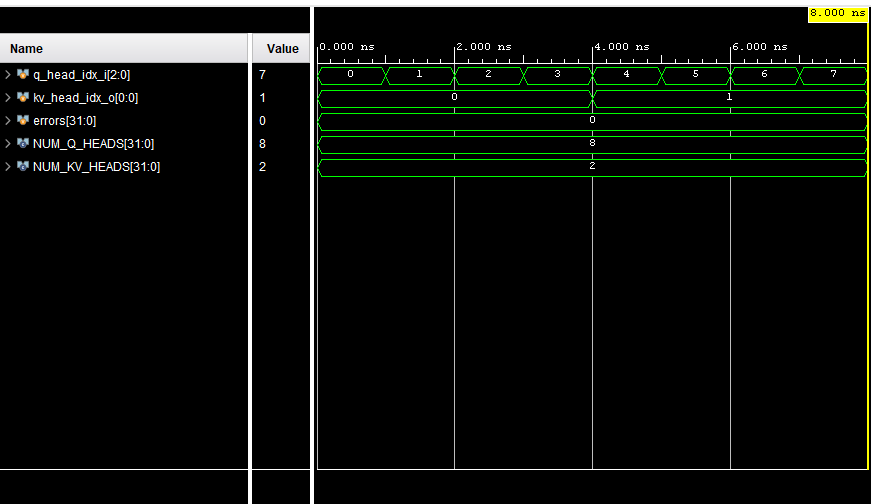 8.000 ns
Name Value
0.000 ns 2.000 ns 4.000 ns 6.000 ns
q_head_idx_i[2:0] 7 0 1 2 3 4 5 6 7
kv_head_idx_o[0:0] 1 0 1
errors[31:0] 0 0
NUM_Q_HEADS[31:0] 8 8
NUM_KV_HEADS[31:0] 2 2